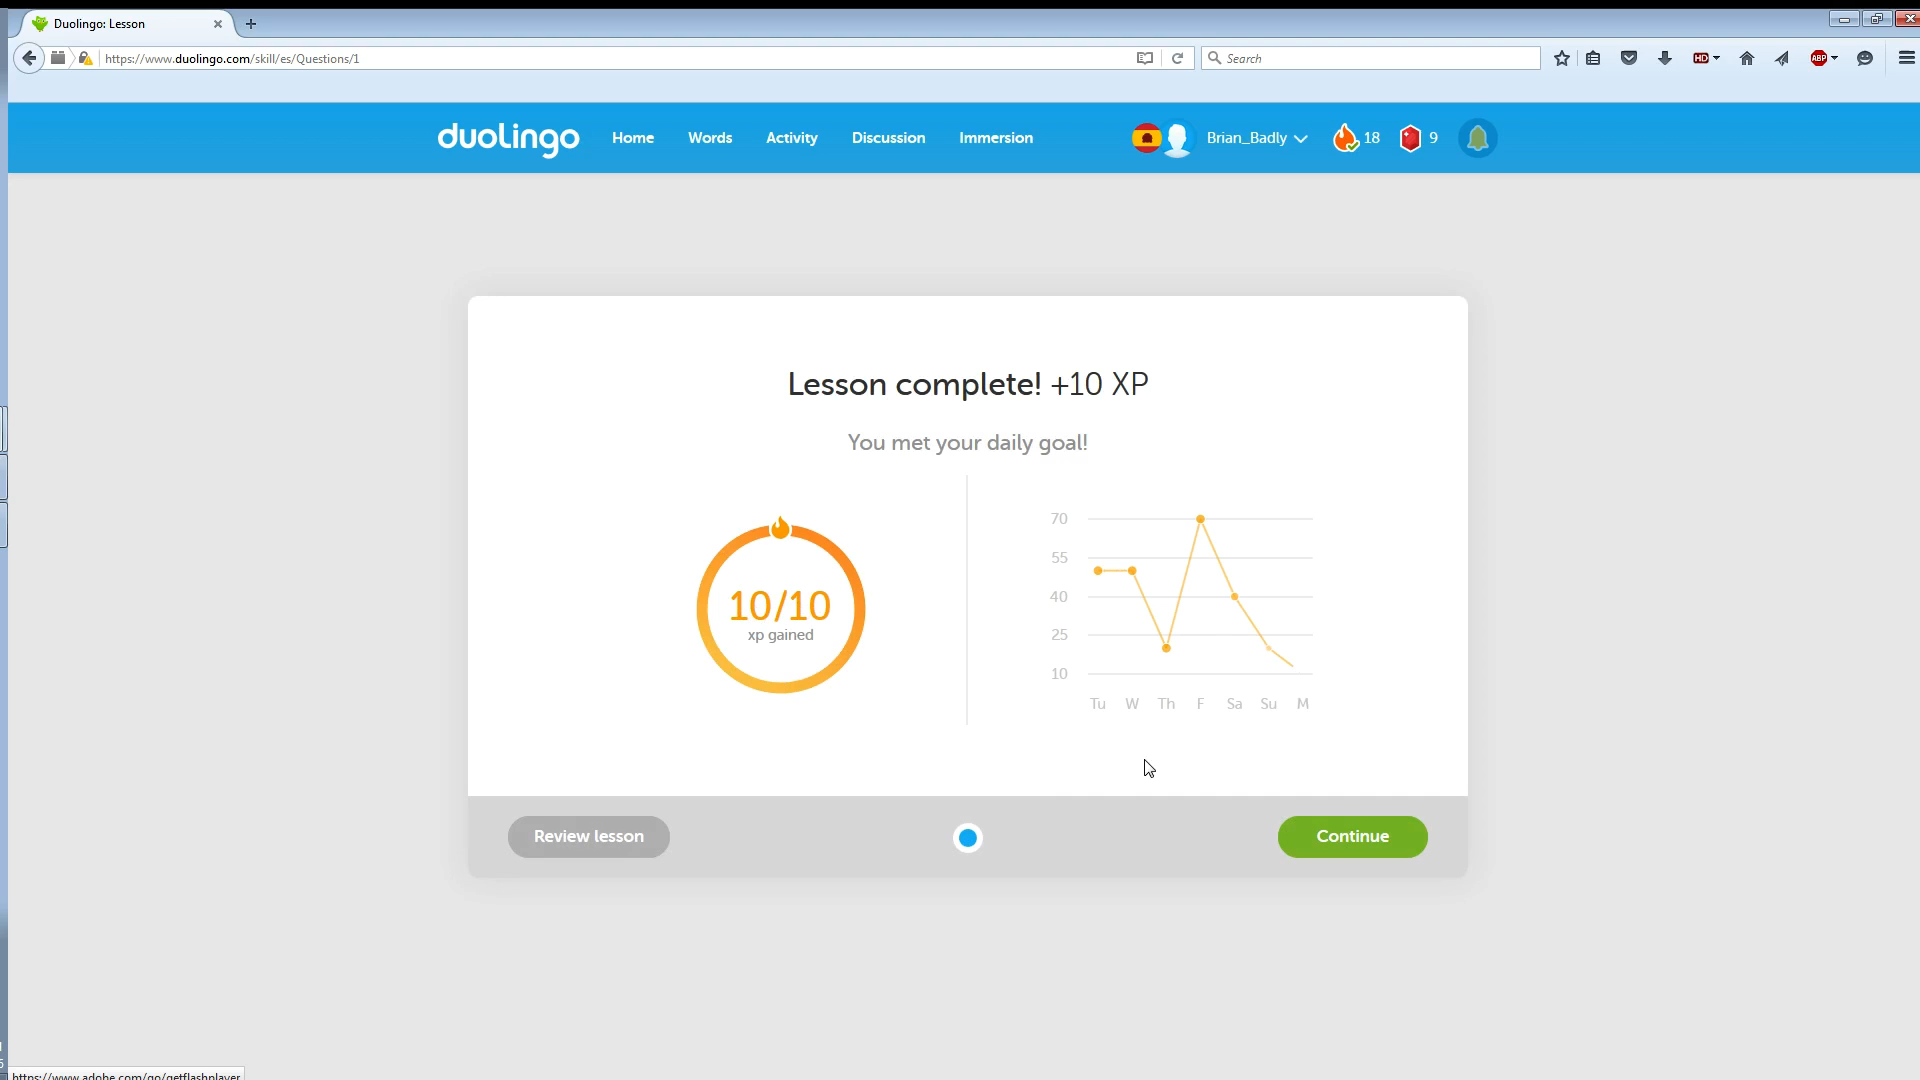 Duolingo: Lesson
https://www.duolingo.com/skill/es/Questions/1
Search
HD
ABP
duolingo
Home
Words
Activity
Discussion
Immersion
Brian_Badly
18
9
Lesson complete! +10 XP
You met your daily goal!
10/10
xp gained
70
55
40
25
10
Tu W Th F Sa Su M
Review lesson
Continue
https://www.adobe.com/go/getflashplayer